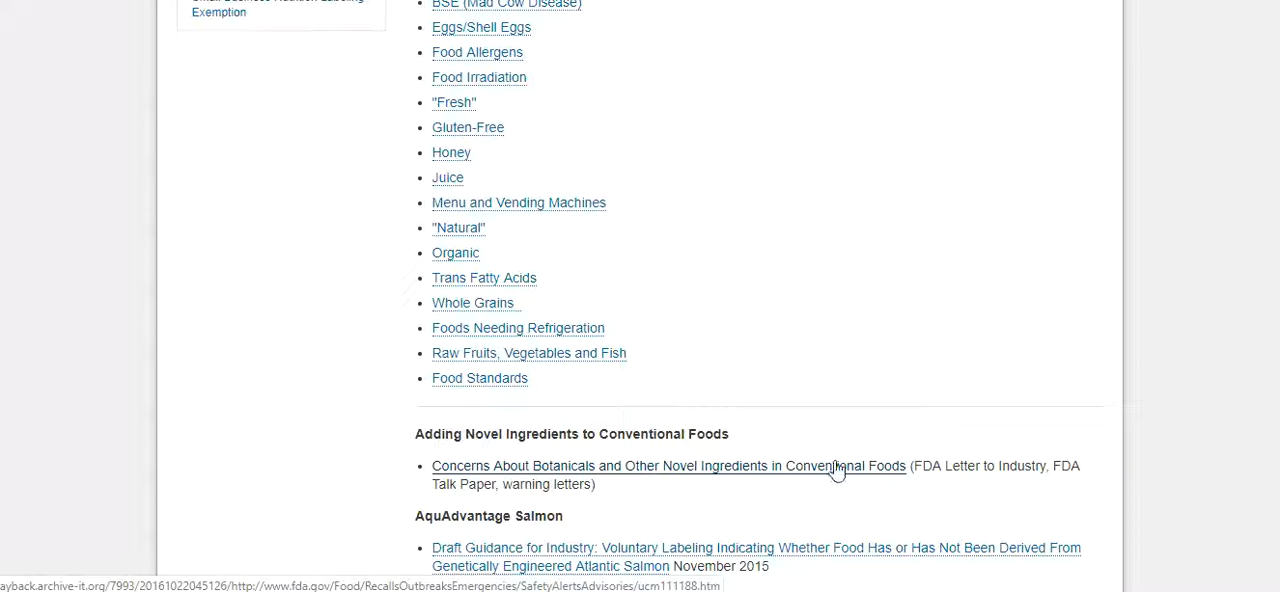 Exemption
BSE (Mad Cow Disease)
Eggs/Shell Eggs
Food Allergens
Food Irradiation
"Fresh"
Gluten-Free
Honey
Juice
Menu and Vending Machines
"Natural"
Organic
Trans Fatty Acids
Whole Grains
Foods Needing Refrigeration
Raw Fruits, Vegetables and Fish
Food Standards
Adding Novel Ingredients to Conventional Foods
Concerns About Botanicals and Other Novel Ingredients in Conventional Foods (FDA Letter to Industry, FDA
Talk Paper, warning letters)
AquAdvantage Salmon
Draft Guidance for Industry: Voluntary Labeling Indicating Whether Food Has or Has Not Been Derived From
Genetically Engineered Atlantic Salmon November 2015
ayback.archive-it.org/7993/20161022045126/http://www.fda.gov/Food/RecallsOutbreaksEmergencies/SafetyAlertsAdvisories/ucm111188.htm